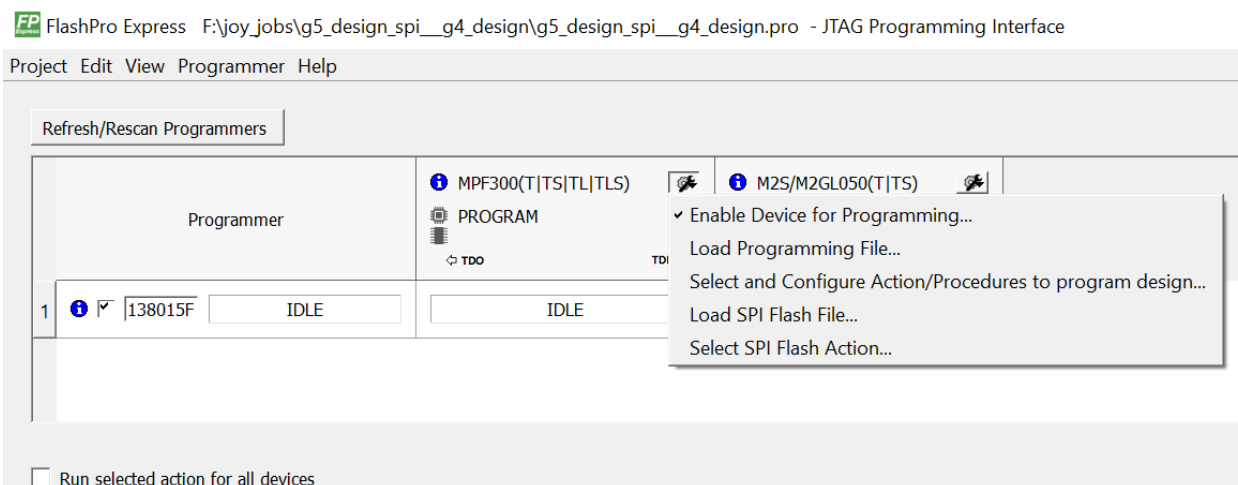 FP Express FlashPro Express F:\joy_jobs\g5_design_spi__g4_design\g5_design_spi__g4_design.pro - JTAG Programming Interface
Project Edit View Programmer Help
Refresh/Rescan Programmers
Programmer
MPF300(T|TS|TL|TLS)
PROGRAM
TDO TDI
M2S/M2GL050(T|TS)
Enable Device for Programming...
Load Programming File...
Select and Configure Action/Procedures to program design...
Load SPI Flash File...
Select SPI Flash Action...
1 138015F IDLE IDLE
Run selected action for all devices